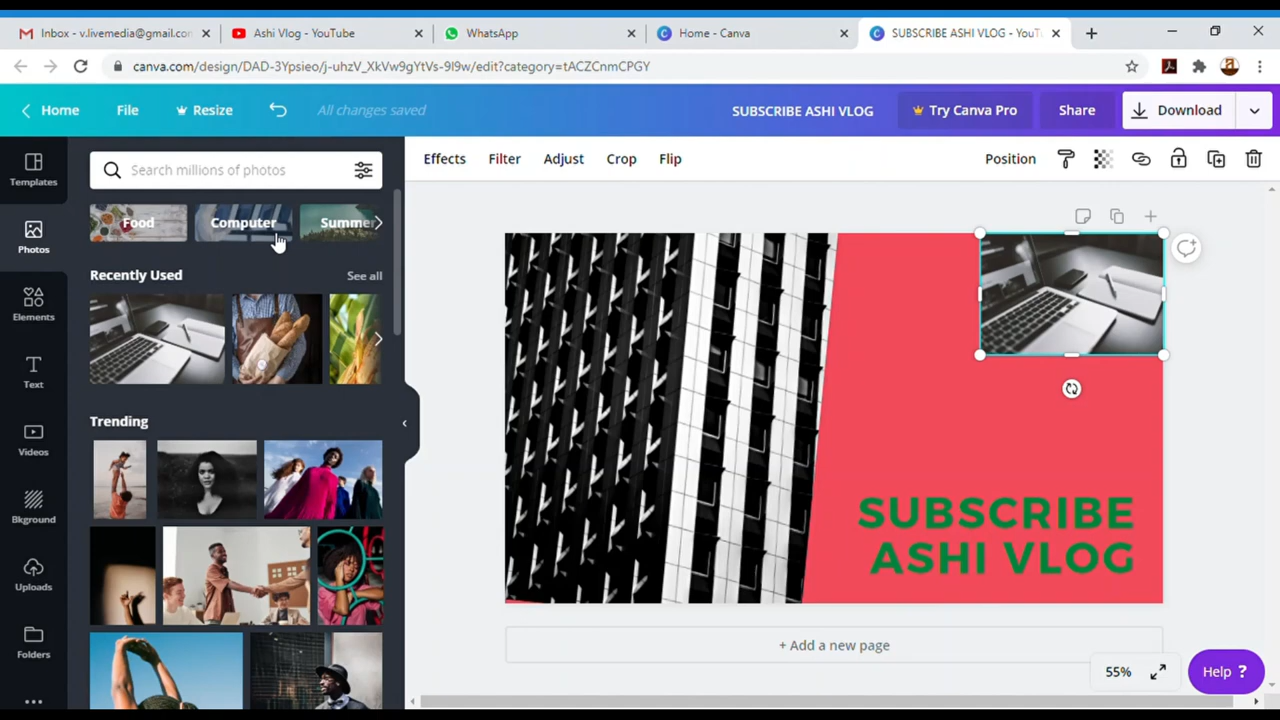 Inbox - v.livemedia@gmail.con
Ashi Vlog - YouTube
WhatsApp
Home - Canva
SUBSCRIBE ASHI VLOG - YouT
canva.com/design/DAD-3Ypsieo/j-uhzV_XkVw9gYtVs-9I9w/edit?category=tACZCnmCPGY
Home
File
Resize
All changes saved
SUBSCRIBE ASHI VLOG
Try Canva Pro
Share
Download
Templates
Photos
Elements
Text
Videos
Bkground
Uploads
Folders
Search millions of photos
Food
Computer
Summer
Recently Used
See all
Trending
Effects
Filter
Adjust
Crop
Flip
Position
SUBSCRIBE
ASHI VLOG
+ Add a new page
55%
Help ?